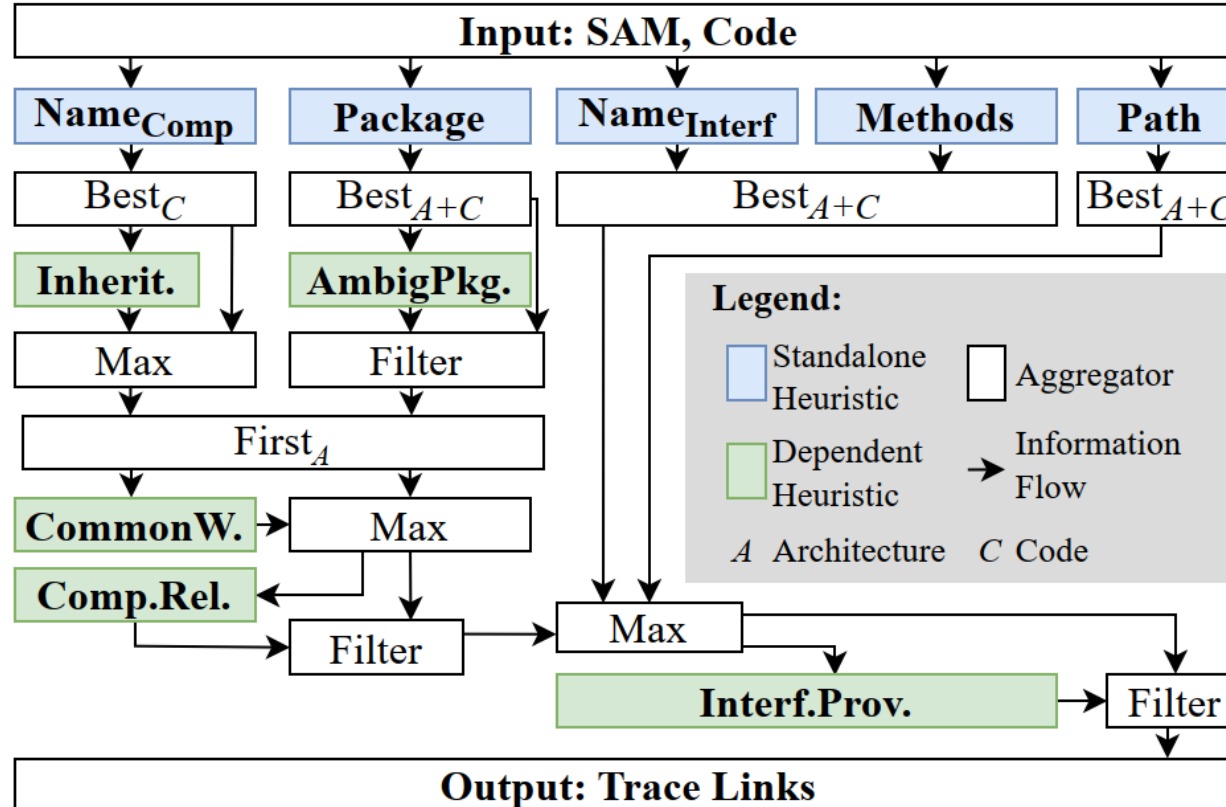 Input: SAM, Code
NameComp Package NameInterf Methods Path
BestC BestA+C BestA+C BestA+C
Inherit. AmbigPkg.
Max Filter
FirstA
CommonW. Max
Comp.Rel.
Filter Max
Interf.Prov. Filter
Output: Trace Links
Legend:
Standalone
Heuristic
Aggregator
Dependent
Heuristic
Information
Flow
A Architecture C Code